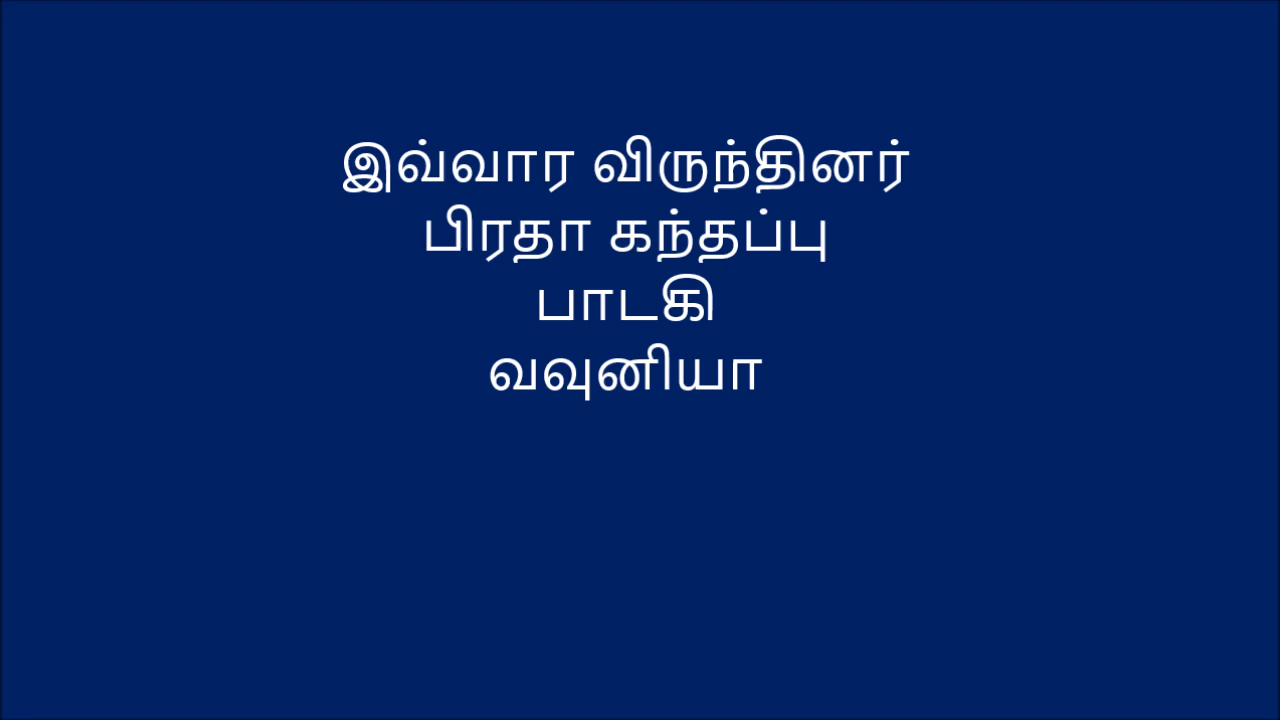 இவ்வார விருந்தினர்
பிரதா கந்தப்பு
பாடகி
வவுனியா